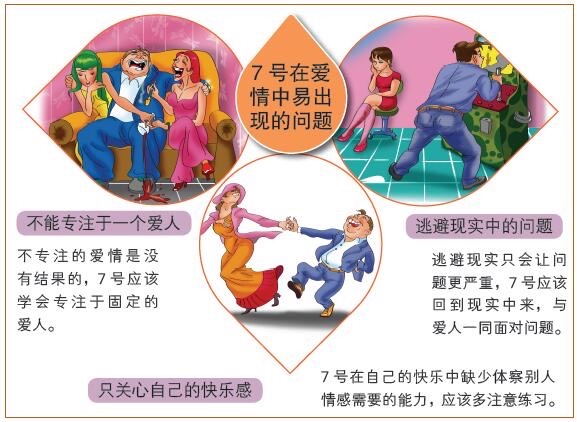 7号在爱
情中易出
现的问题
不能专注于一个爱人
不专注的爱情是没
有结果的，7号应该
学会专注于固定的
爱人。
逃避现实中的问题
逃避现实只会让问
题更严重，7号应该
回到现实中来，与
爱人一同面对问题。
只关心自己的快乐感
7号在自己的快乐中缺少体察别人
情感需要的能力，应该多注意练习。